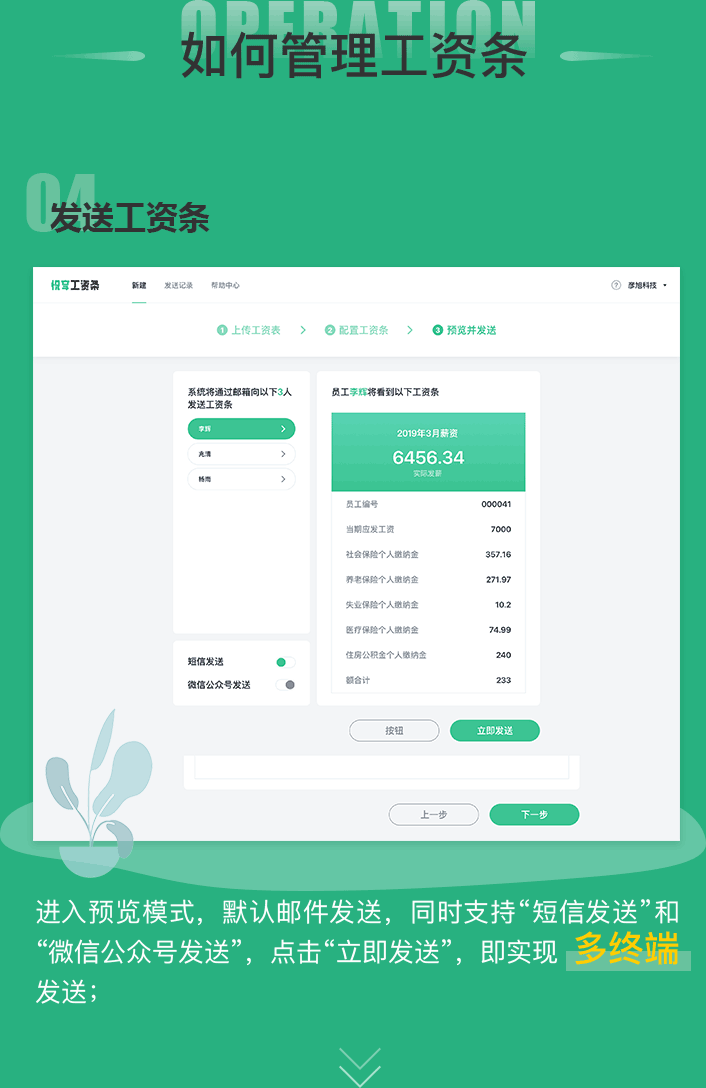 OPERATION
如何管理工资条
04
发送工资条
工资条
新建
发送记录
帮助中心
彦旭科技
1 上传工资表
2 配置工资条
3 预览并发送
系统将通过邮箱向以下3人
发送工资条
李辉
兆清
杨雨
短信发送
微信公众号发送
员工李辉将看到以下工资条
2019年3月薪资
6456.34
实际发薪
员工编号 000041
当期应发工资 7000
社会保险个人缴纳金 357.16
养老保险个人缴纳金 271.97
失业保险个人缴纳金 10.2
医疗保险个人缴纳金 74.99
住房公积金个人缴纳金 240
额合计 233
按钮
立即发送
上一步
下一步
进入预览模式，默认邮件发送，同时支持“短信发送”和
“微信公众号发送”，点击“立即发送”，即实现 多终端
发送；